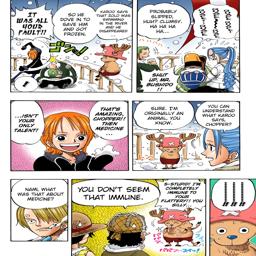 PROBABLY
SLIPPED,
HUH? CLUMSY.
HA HA HA
HA...
SHUT
UP, MR.
BUSHIDO
!!
KAROO SAYS
THAT ZOLO WAS
SWIMMING
IN THE
RIVER AND HE
DISAPPEARED!
SO HE
DOVE IN
TO SAVE
HIM AND
GOT
FROZEN.
IT WAS
ALL YOUR
FAULT!!
YOU CAN
UNDERSTAND
WHAT KAROO
SAYS,
CHOPPER?
SURE. I'M
ORIGINALLY
AN ANIMAL,
YOU
KNOW.
THAT'S
AMAZING,
CHOPPER!!
THEN
MEDICINE...
...ISN'T
YOUR
ONLY
TALENT!
!!!
S-STUPID! I'M
COMPLETELY
IMMUNE TO
YOUR
FLATTERY!!
YOU DON'T SEEM
THAT IMMUNE.
NAMI, WHAT
WAS THAT
ABOUT
MEDICINE?